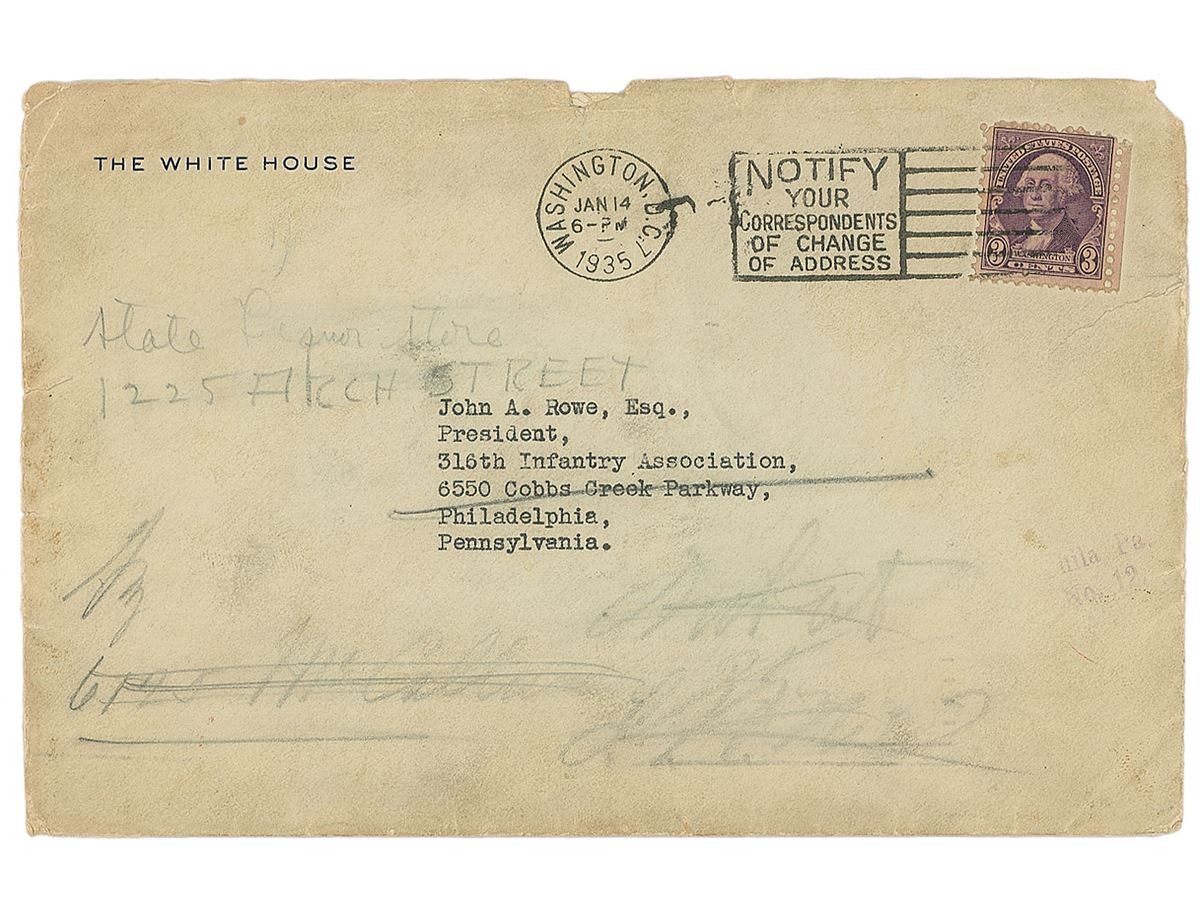 THE WHITE HOUSE
WASHINGTON, D.C.
JAN 14
6-PM
1935
NOTIFY
YOUR
CORRESPONDENTS
OF CHANGE
OF ADDRESS
UNITED STATES POSTAGE
3 WASHINGTON 3
CENTS
State Liquor Store
1225 ARCH STREET
John A. Rowe, Esq.,
President,
316th Infantry Association,
6550 Cobbs Creek Parkway,
Philadelphia,
Pennsylvania.